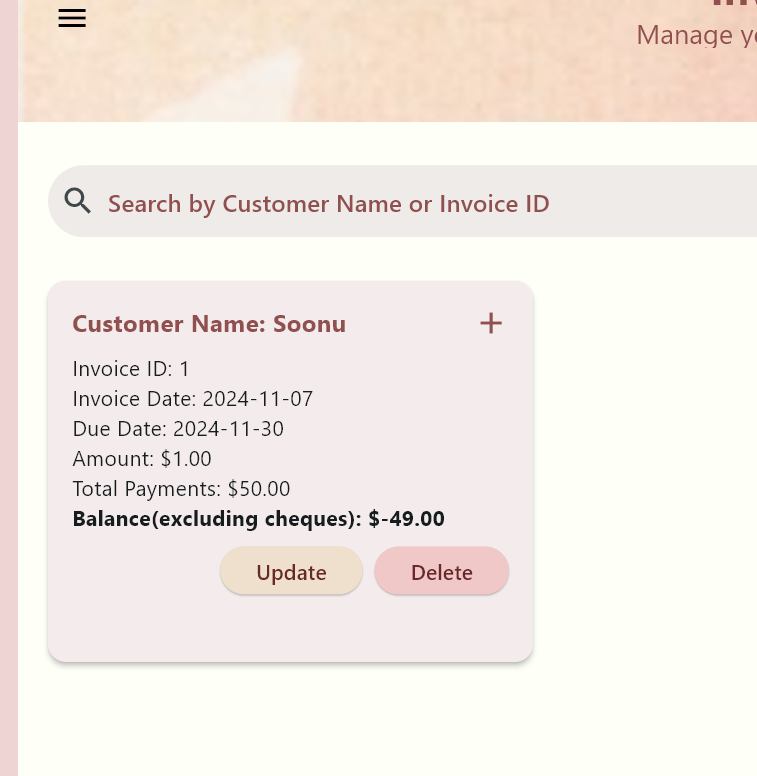 Manage
Search by Customer Name or Invoice ID
Customer Name: Soonu
Invoice ID: 1
Invoice Date: 2024-11-07
Due Date: 2024-11-30
Amount: $1.00
Total Payments: $50.00
Balance(excluding cheques): $-49.00
Update
Delete